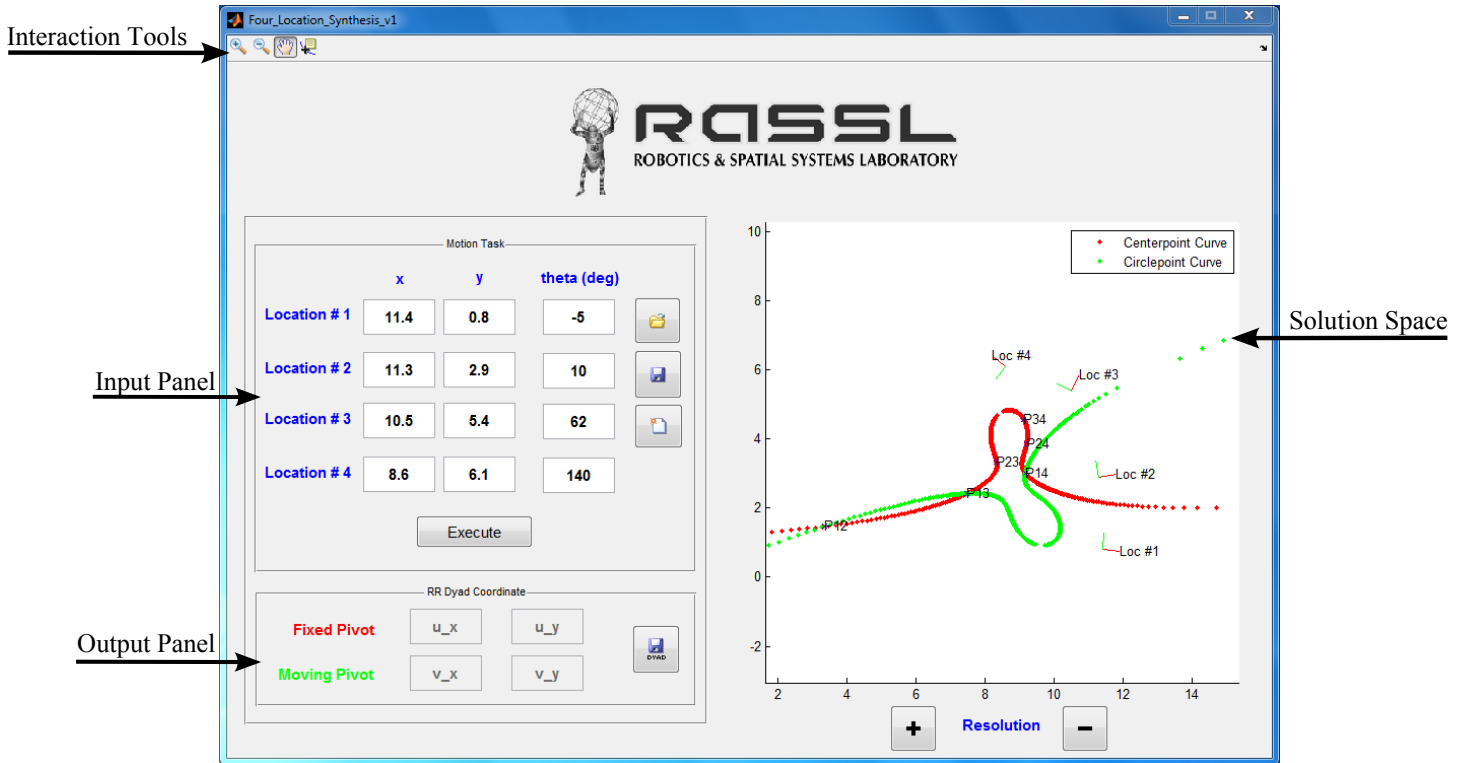 Four_Location_Synthesis_v1
Interaction Tools
RASSL
ROBOTICS & SPATIAL SYSTEMS LABORATORY
Motion Task
x y theta (deg)
Location # 1 11.4 0.8 -5
Location # 2 11.3 2.9 10
Location # 3 10.5 5.4 62
Location # 4 8.6 6.1 140
Execute
Input Panel
RR Dyad Coordinate
Fixed Pivot u_x u_y
Moving Pivot v_x v_y
DYAD
Output Panel
Centerpoint Curve
Circlepoint Curve
Solution Space
10
8
6
4
2
0
-2
2 4 6 8 10 12 14
Loc #4
Loc #3
P34
P24
P23
P14
Loc #2
P13
P12
Loc #1
+ Resolution −